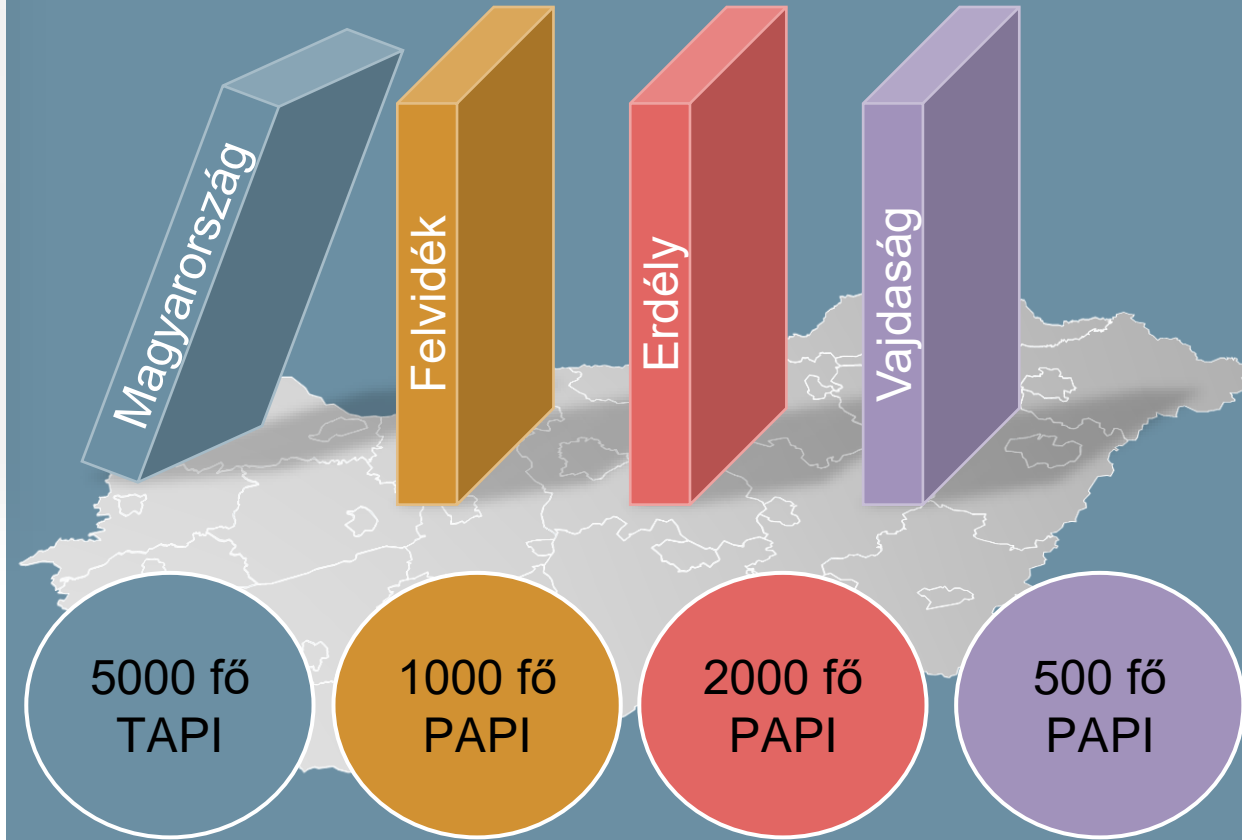 Magyarország
Felvidék
Erdély
Vajdaság
5000 fő
TAPI
1000 fő
PAPI
2000 fő
PAPI
500 fő
PAPI